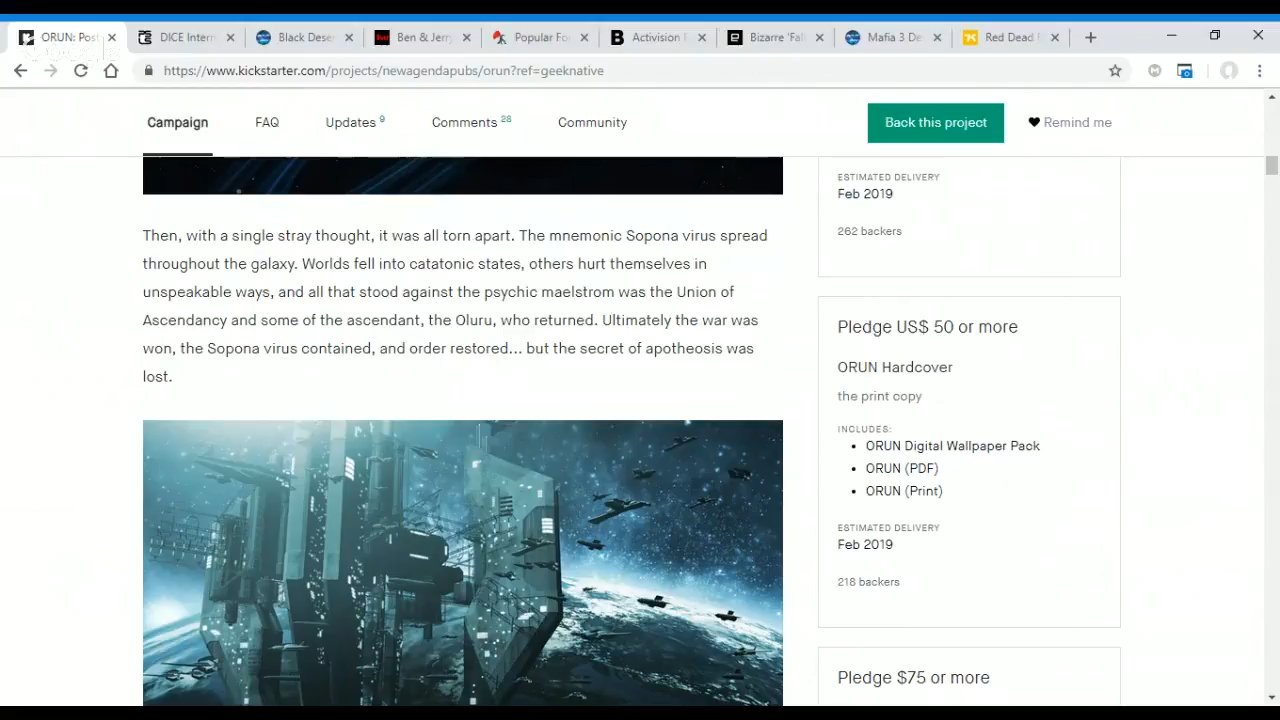 ORUN: Post
DICE Intern
Black Deser
Ben & Jerry
Popular Fo
Activision
Bizarre 'Fal
Mafia 3 De
Red Dead
https://www.kickstarter.com/projects/newagendapubs/orun?ref=geeknative
Campaign FAQ Updates 9 Comments 28 Community Back this project Remind me
Then, with a single stray thought, it was all torn apart. The mnemonic Sopona virus spread
throughout the galaxy. Worlds fell into catatonic states, others hurt themselves in
unspeakable ways, and all that stood against the psychic maelstrom was the Union of
Ascendancy and some of the ascendant, the Oluru, who returned. Ultimately the war was
won, the Sopona virus contained, and order restored... but the secret of apotheosis was
lost.
ESTIMATED DELIVERY
Feb 2019
262 backers
Pledge US$ 50 or more
ORUN Hardcover
the print copy
INCLUDES:
• ORUN Digital Wallpaper Pack
• ORUN (PDF)
• ORUN (Print)
ESTIMATED DELIVERY
Feb 2019
218 backers
Pledge $75 or more